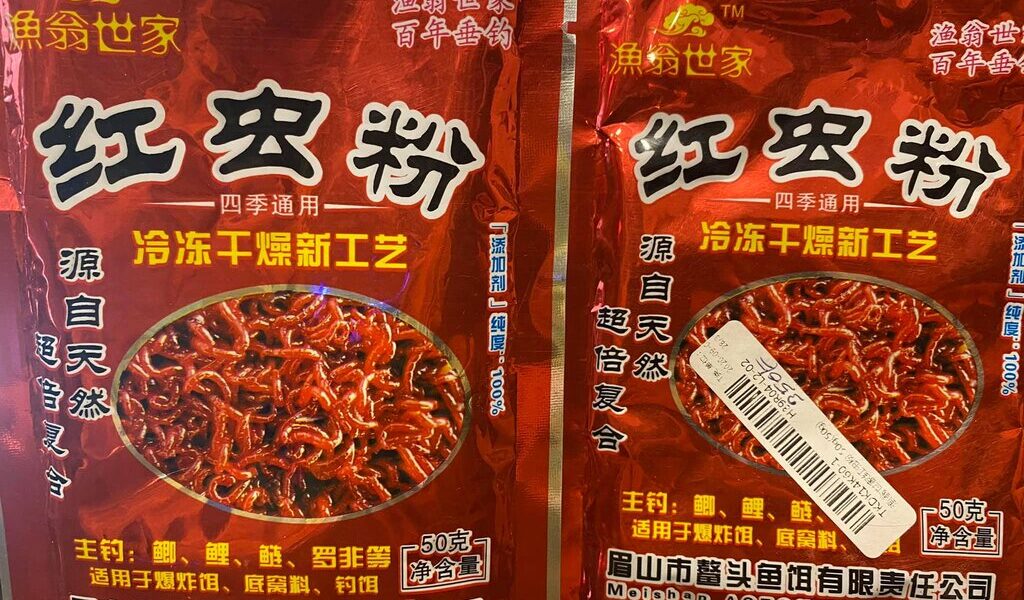 渔翁世家
渔翁世家
百年垂钓
红虫粉
四季通用
冷冻干燥新工艺
源自天然
超倍复合
「添加剂」纯度：100%
主钓：鲫、鲤、鲢、罗非等
适用于爆炸饵、底窝料、钓饵
50克
净含量
渔翁世家
TM
渔翁世
百年垂
红虫粉
四季通用
冷冻干燥新工艺
源自天然
超倍复合
「添加剂」纯度：100%
H39R04-L2-02
TKDK14K60-1
主钓：鲫、鲤、鲢、
适用于爆炸饵、底窝料、
50克
净含量
眉山市鳌头鱼饵有限责任公司
Meishan